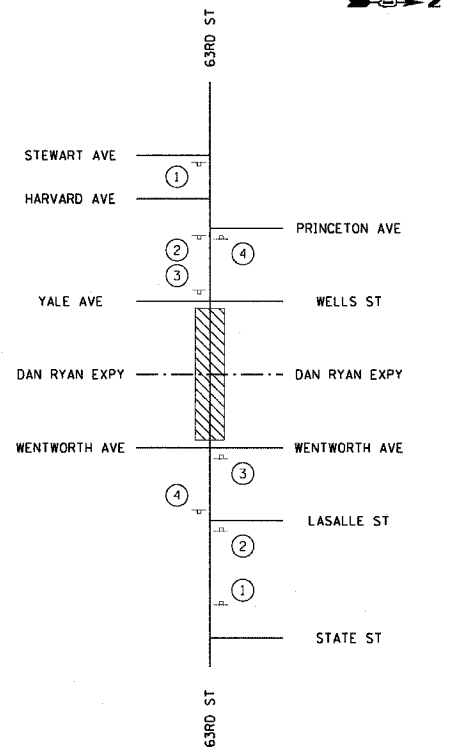 Z
63RD ST
STEWART AVE
1
HARVARD AVE
PRINCETON AVE
2
4
3
YALE AVE
WELLS ST
DAN RYAN EXPY
DAN RYAN EXPY
WENTWORTH AVE
WENTWORTH AVE
3
4
LASALLE ST
2
1
STATE ST
63RD ST